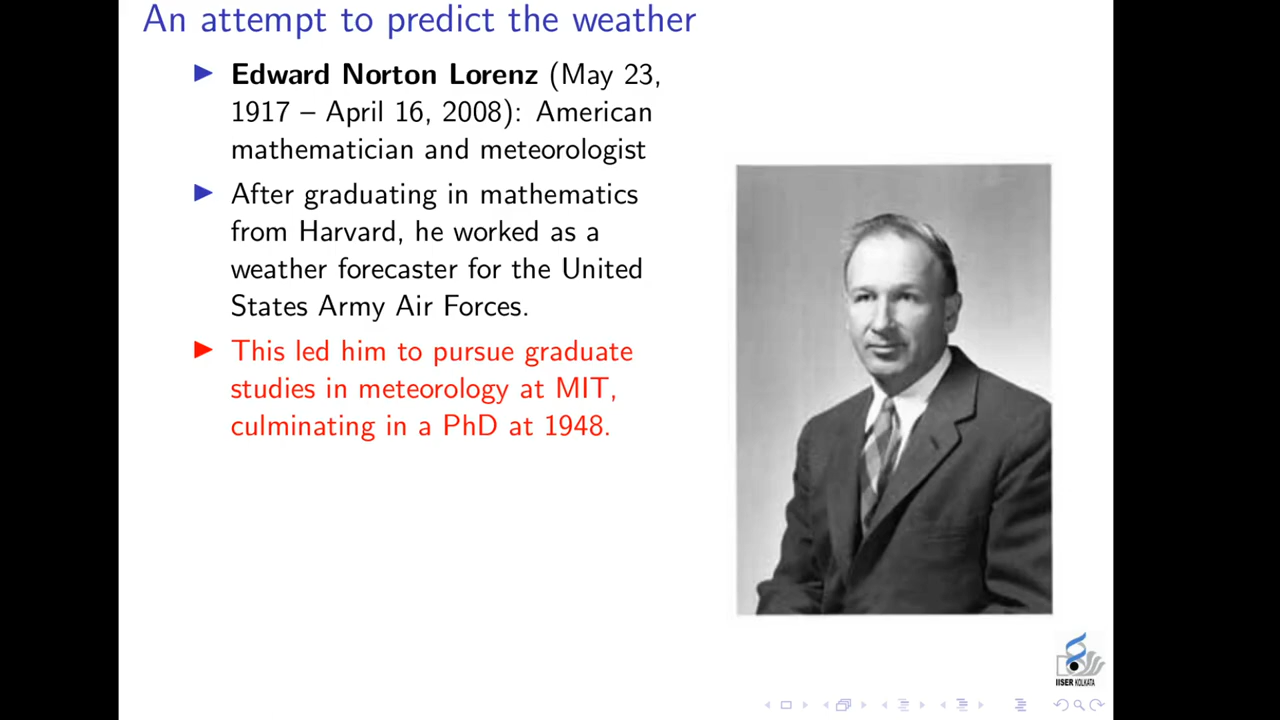 An attempt to predict the weather
Edward Norton Lorenz (May 23,
1917 – April 16, 2008): American
mathematician and meteorologist
After graduating in mathematics
from Harvard, he worked as a
weather forecaster for the United
States Army Air Forces.
This led him to pursue graduate
studies in meteorology at MIT,
culminating in a PhD at 1948.
IISER KOLKATA